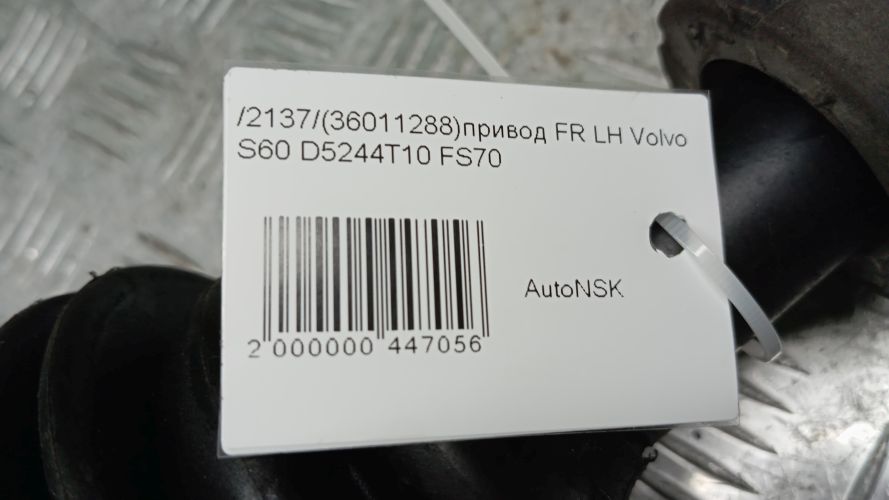 /2137/(36011288)привод FR LH Volvo
S60 D5244T10 FS70
AutoNSK
2 000000 447056